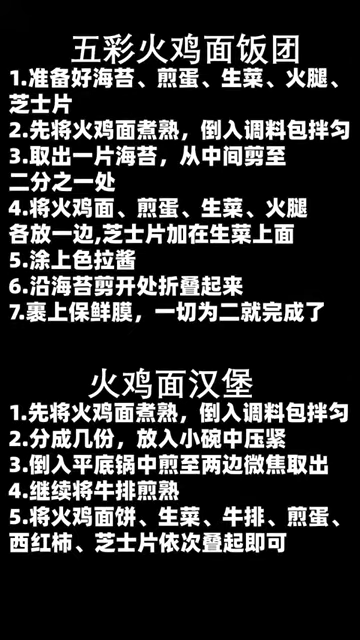 五彩火鸡面饭团
1.准备好海苔、煎蛋、生菜、火腿、
芝士片
2.先将火鸡面煮熟，倒入调料包拌匀
3.取出一片海苔，从中间剪至
二分之一处
4.将火鸡面、煎蛋、生菜、火腿
各放一边,芝士片加在生菜上面
5.涂上色拉酱
6.沿海苔剪开处折叠起来
7.裹上保鲜膜，一切为二就完成了
火鸡面汉堡
1.先将火鸡面煮熟，倒入调料包拌匀
2.分成几份，放入小碗中压紧
3.倒入平底锅中煎至两边微焦取出
4.继续将牛排煎熟
5.将火鸡面饼、生菜、牛排、煎蛋、
西红柿、芝士片依次叠起即可